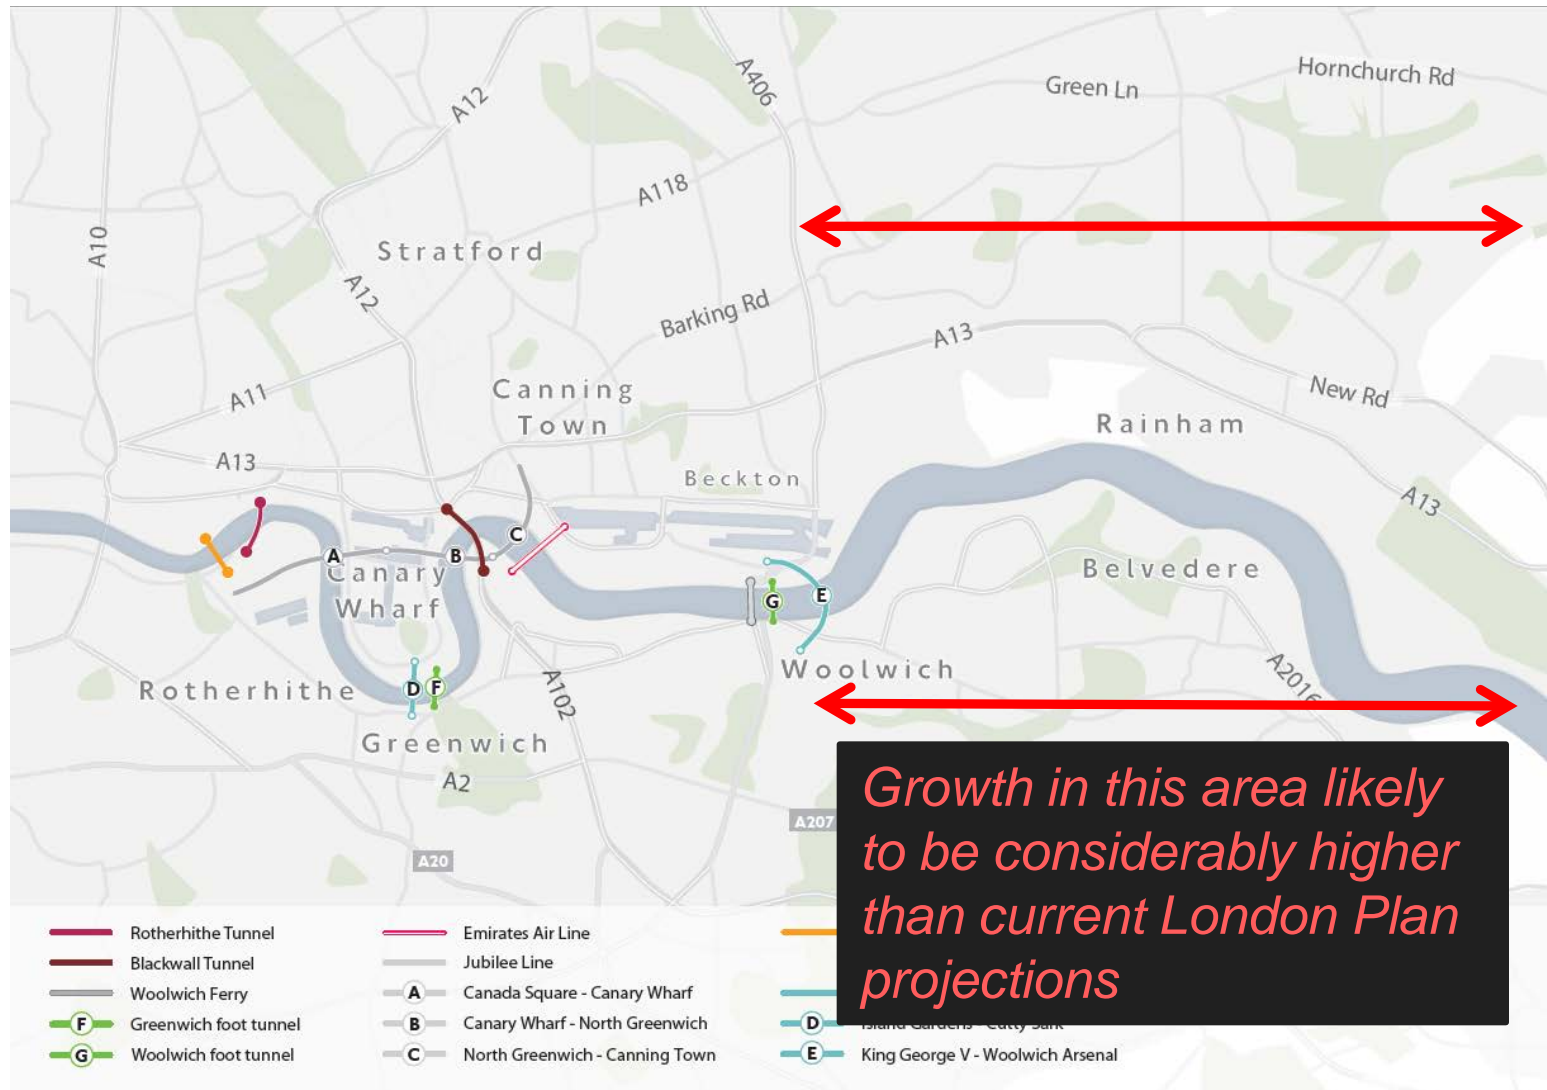 A406
Green Ln
Hornchurch Rd
A12
A118
A10
Stratford
A12
Barking Rd
A13
Canning
Town
A11
New Rd
Rainham
A13
Beckton
A13
A
B
C
Canary
Wharf
Belvedere
G
E
Woolwich
A2016
Rotherhithe
D
F
A102
Greenwich
A2
A207
A20
Growth in this area likely
to be considerably higher
than current London Plan
projections
Rotherhithe Tunnel
Blackwall Tunnel
Woolwich Ferry
F Greenwich foot tunnel
G Woolwich foot tunnel
Emirates Air Line
Jubilee Line
A Canada Square - Canary Wharf
B Canary Wharf - North Greenwich
C North Greenwich - Canning Town
D Island Gardens - Cutty Sark
E King George V - Woolwich Arsenal